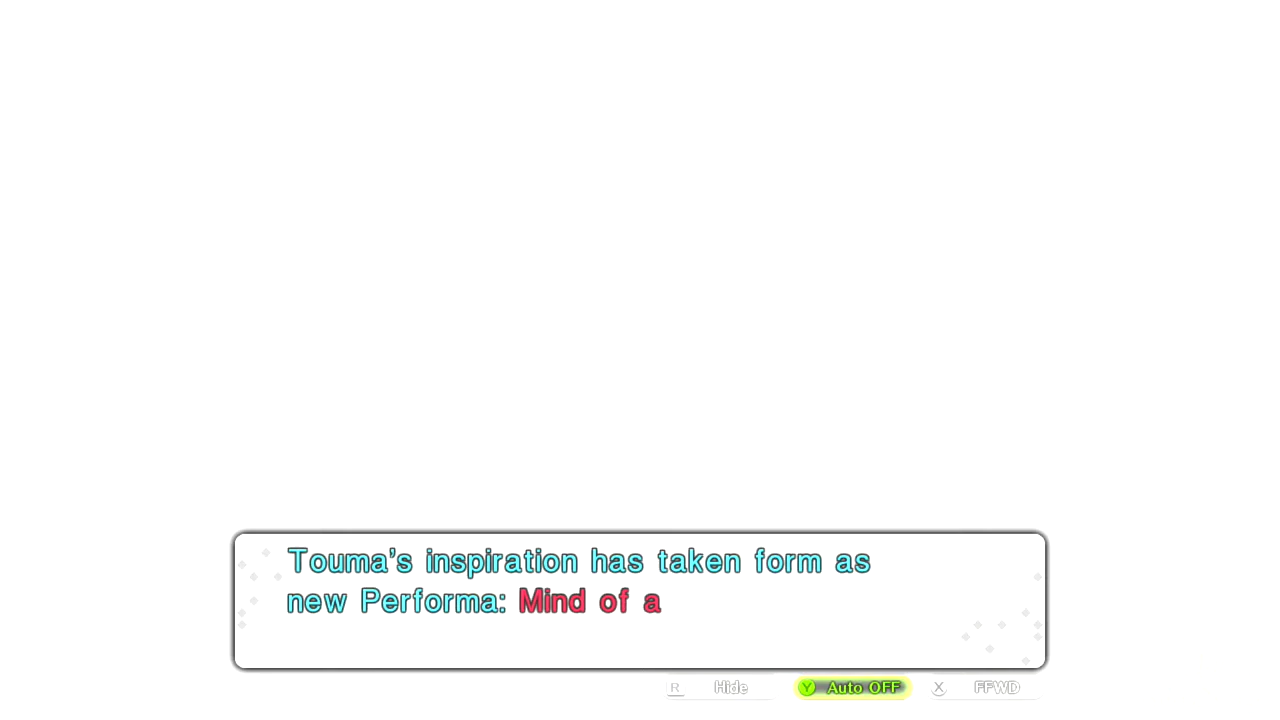 Touma's inspiration has taken form as
new Performa: Mind of a
R Hide Y Auto OFF X FFWD